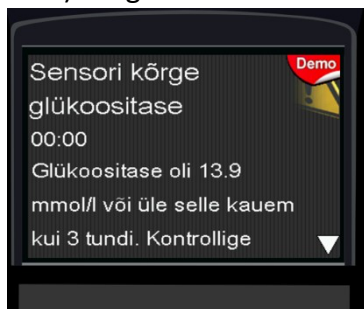 Sensori kõrge
Demo
glükoositase
00:00
Glükoositase oli 13.9
mmol/l või üle selle kauem
kui 3 tundi. Kontrollige